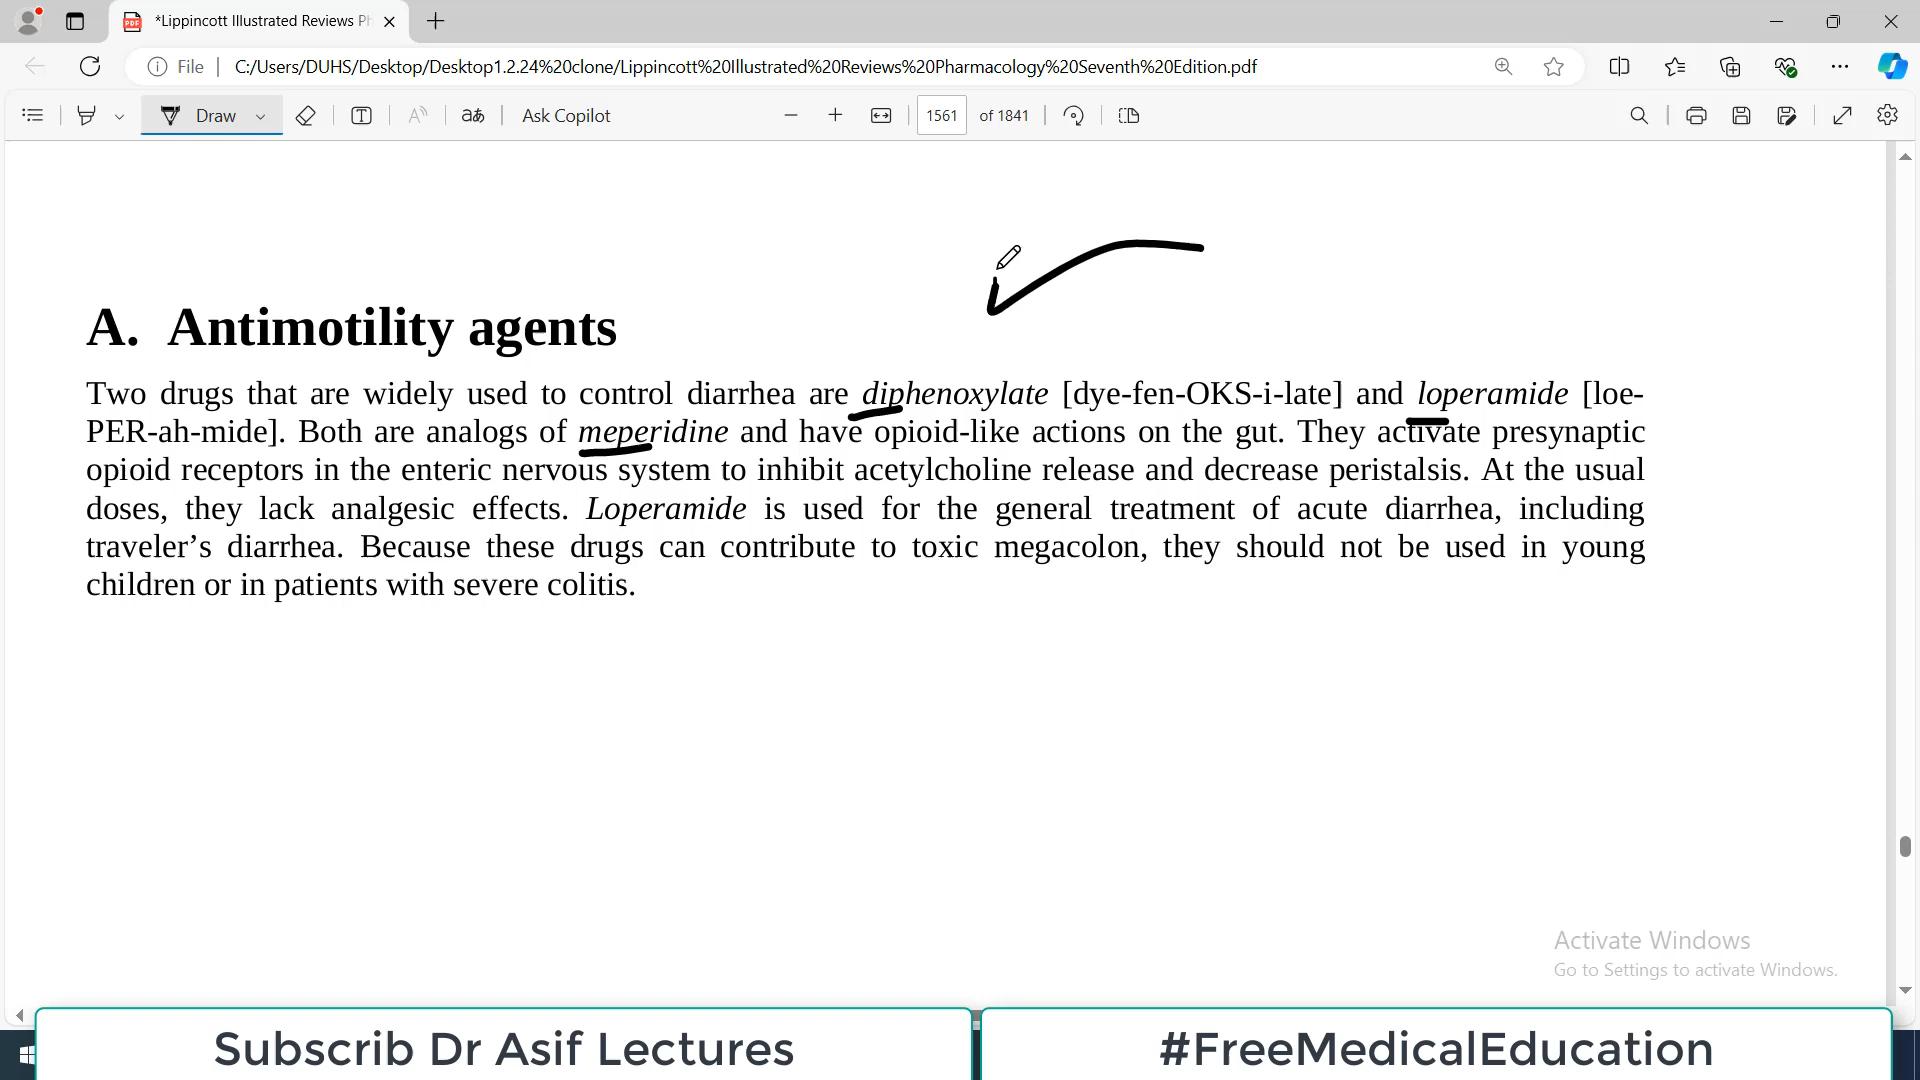 *Lippincott Illustrated Reviews P
File
C:/Users/DUHS/Desktop/Desktop1.2.24%20clone/Lippincott%20Illustrated%20Reviews%20Pharmacology%20Seventh%20Edition.pdf
Draw
Ask Copilot
1561 of 1841
A. Antimotility agents
Two drugs that are widely used to control diarrhea are diphenoxylate [dye-fen-OKS-i-late] and loperamide [loe-
PER-ah-mide]. Both are analogs of meperidine and have opioid-like actions on the gut. They activate presynaptic
opioid receptors in the enteric nervous system to inhibit acetylcholine release and decrease peristalsis. At the usual
doses, they lack analgesic effects. Loperamide is used for the general treatment of acute diarrhea, including
traveler’s diarrhea. Because these drugs can contribute to toxic megacolon, they should not be used in young
children or in patients with severe colitis.
Activate Windows
Go to Settings to activate Windows.
Subscrib Dr Asif Lectures
#FreeMedicalEducation